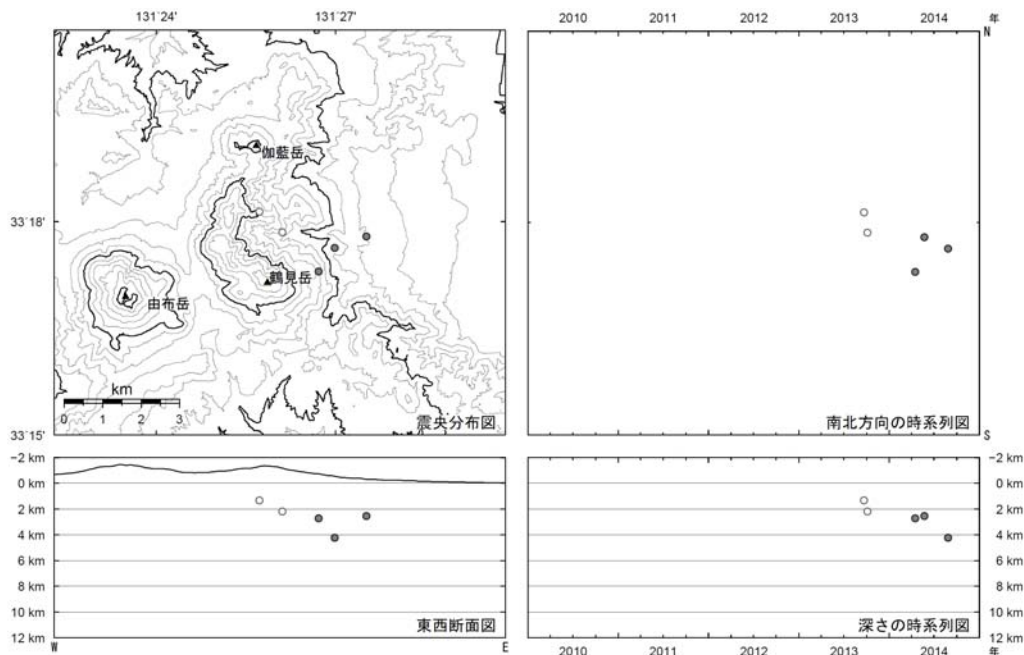 131˚24′ 131˚27′
伽藍岳
33˚18′
鶴見岳
由布岳
km
0 1 2 3
33˚15′
震央分布図
2010 2011 2012 2013 2014 年
N
南北方向の時系列図
S
−2 km
0 km
2 km
4 km
6 km
8 km
10 km
12 km
東西断面図
W E
−2 km
0 km
2 km
4 km
6 km
8 km
10 km
12 km
深さの時系列図
2010 2011 2012 2013 2014 年